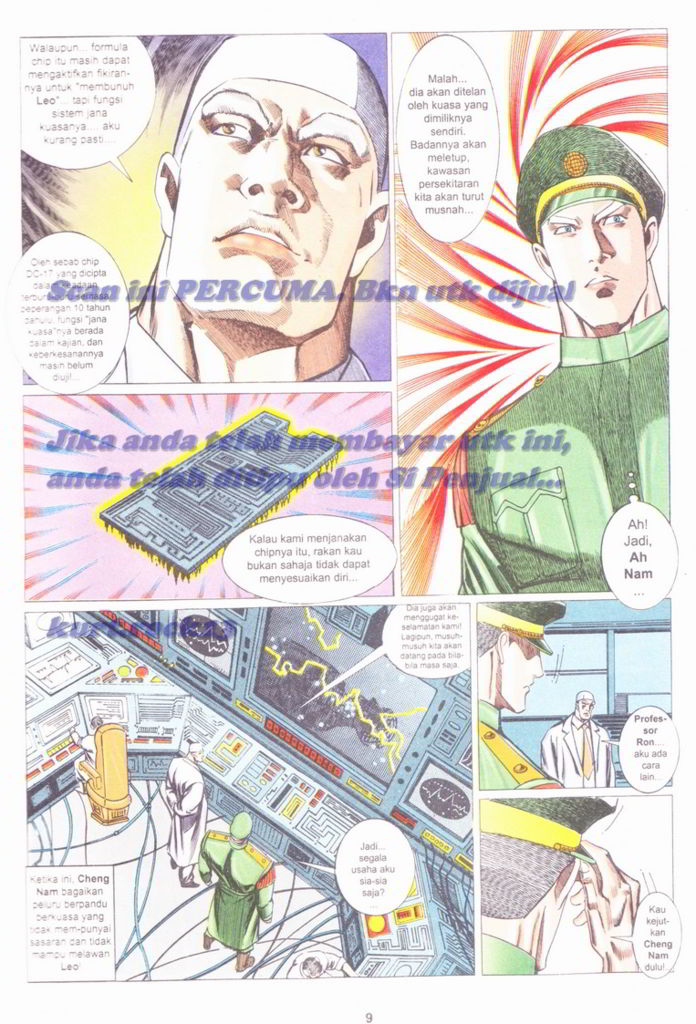 Walaupun... formula
chip itu masih dapat
mengaktifkan fikiran-
nya untuk "membunuh
Leo"... tapi fungsi
sistem jana
kuasanya.... aku
kurang pasti....
Oleh sebab chip
DC-17 yang dicipta
dalam keadaan
terburu
semasa
peperangan 10 tahun
dahulu, fungsi "jana
kuasa"nya berada
dalam kajian, dan
keberkesanannya
masih belum
diuji...
Malah...
dia akan ditelan
oleh kuasa yang
dimiliknya
sendiri.
Badannya akan
meletup,
kawasan
persekitaran
kita akan turut
musnah...
Scan ini PERCUMA. Bkn utk dijual
Ah!
Jadi,
Ah
Nam
...
Jika anda telah membayar utk ini,
anda telah ditipu oleh Si Penjual...
Kalau kami menjanakan
chipnya itu, rakan kau
bukan sahaja tidak dapat
menyesuaikan diri...
Dia juga akan
menggugat ke-
selamatan kami!
Lagipun, musuh-
musuh kita akan
datang pada bila-
bila masa saja.
Profes-
sor
Ron....
aku ada
cara
lain...
Jadi...
segala
usaha aku
sia-sia
saja?
...
Ketika ini, Cheng
Nam bagaikan
peluru berpandu
berkuasa yang
tidak mem-punyai
sasaran dan tidak
mampu melawan
Leo!
Kau
kejut-
kan
Cheng
Nam
dulu!...
9